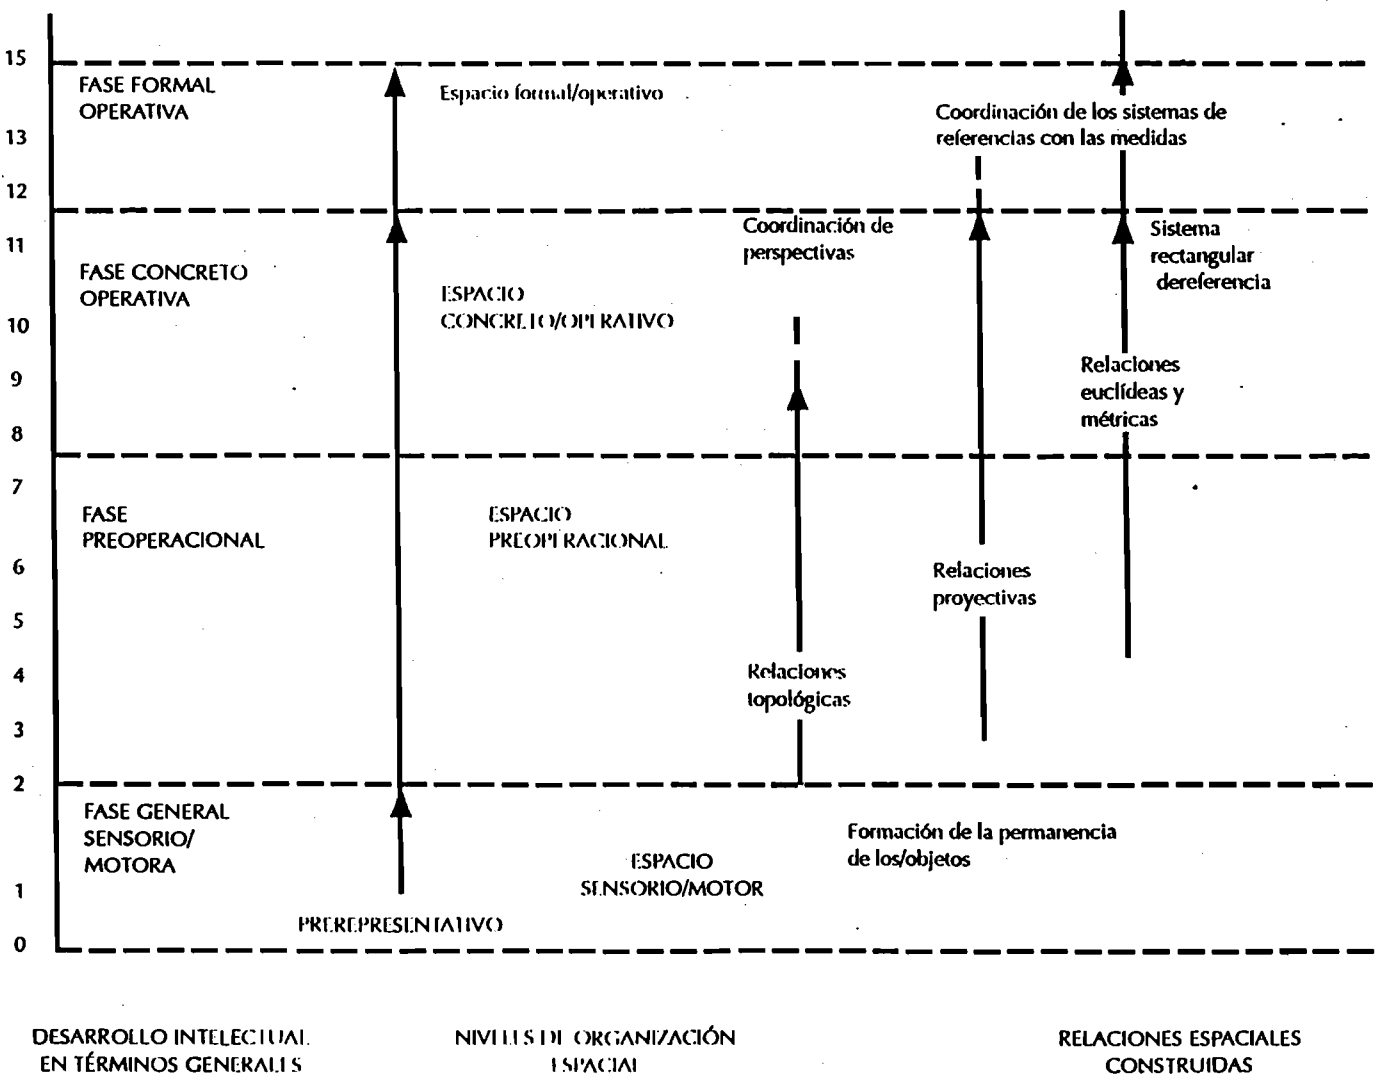 15
FASE FORMAL
OPERATIVA
Espacio formal/operativo
Coordinación de los sistemas de
referencias con las medidas
13
12
11
Coordinación de
perspectivas
Sistema
rectangular
dereferencia
FASE CONCRETO
OPERATIVA
ESPACIO
CONCRETO/OPERATIVO
10
9
8
Relaciones
euclídeas y
métricas
7
FASE
PREOPERACIONAL
ESPACIO
PREOPERACIONAL
6
5
4
3
2
Relaciones
proyectivas
Relaciones
topológicas
FASE GENERAL
SENSORIO/
MOTORA
Formación de la permanencia
de los/objetos
ESPACIO
SENSORIO/MOTOR
1
PREREPRESENTATIVO
0
DESARROLLO INTELECTUAL
EN TÉRMINOS GENERALES
NIVELES DE ORGANIZACIÓN
ESPACIAL
RELACIONES ESPACIALES
CONSTRUIDAS